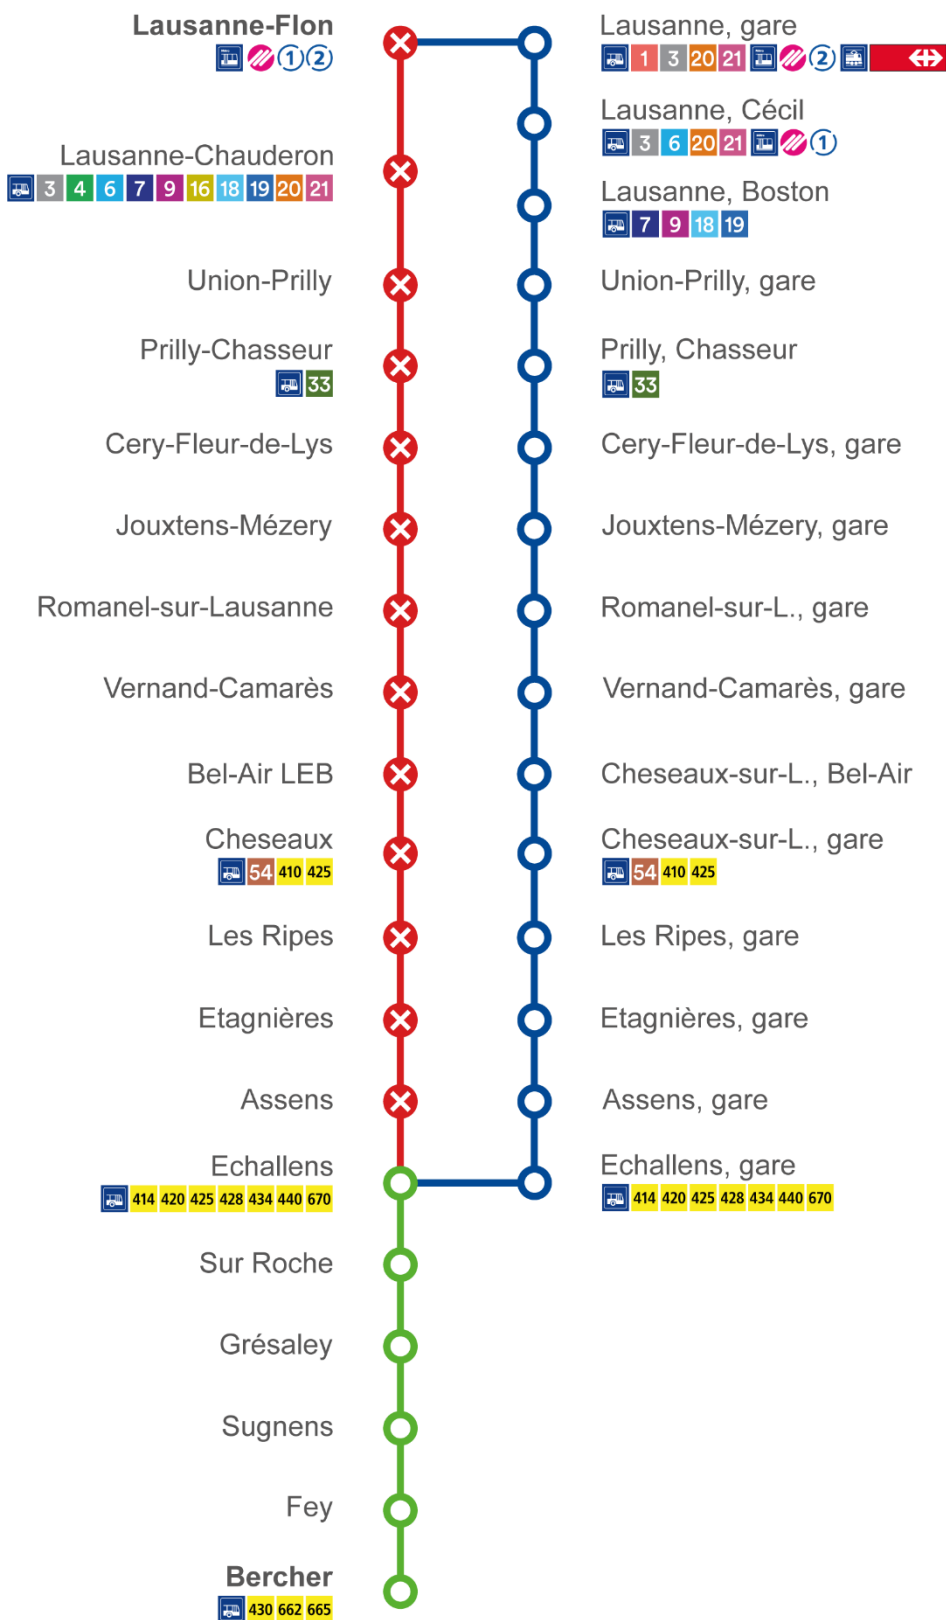 Lausanne-Flon
1 2
Lausanne, gare
1 3 20 21 2
Lausanne, Cécil
3 6 20 21 1
Lausanne-Chauderon
3 4 6 7 9 16 18 19 20 21
Lausanne, Boston
7 9 18 19
Union-Prilly
Union-Prilly, gare
Prilly-Chasseur
33
Prilly, Chasseur
33
Cery-Fleur-de-Lys
Cery-Fleur-de-Lys, gare
Jouxtens-Mézery
Jouxtens-Mézery, gare
Romanel-sur-Lausanne
Romanel-sur-L., gare
Vernand-Camarès
Vernand-Camarès, gare
Bel-Air LEB
Cheseaux-sur-L., Bel-Air
Cheseaux
54 410 425
Cheseaux-sur-L., gare
54 410 425
Les Ripes
Les Ripes, gare
Etagnières
Etagnières, gare
Assens
Assens, gare
Echallens
414 420 425 428 434 440 670
Echallens, gare
414 420 425 428 434 440 670
Sur Roche
Grésaley
Sugnens
Fey
Bercher
430 662 665